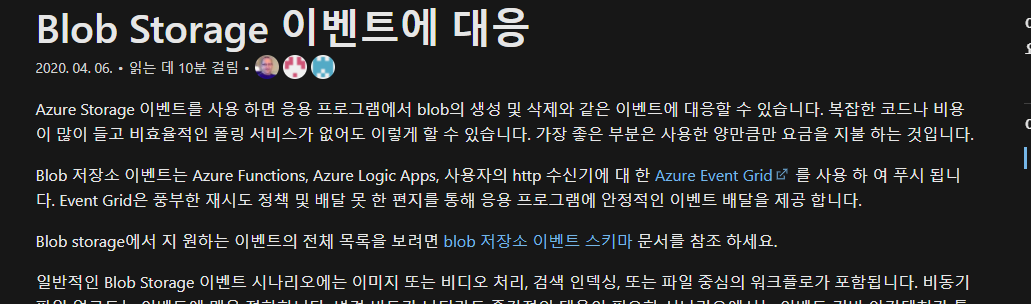 Blob Storage 이벤트에 대응
2020. 04. 06. • 읽는 데 10분 걸림 •
Azure Storage 이벤트를 사용 하면 응용 프로그램에서 blob의 생성 및 삭제와 같은 이벤트에 대응할 수 있습니다. 복잡한 코드나 비용
이 많이 들고 비효율적인 폴링 서비스가 없어도 이렇게 할 수 있습니다. 가장 좋은 부분은 사용한 양만큼만 요금을 지불 하는 것입니다.
Blob 저장소 이벤트는 Azure Functions, Azure Logic Apps, 사용자의 http 수신기에 대 한 Azure Event Grid 를 사용 하 여 푸시 됩니
다. Event Grid은 풍부한 재시도 정책 및 배달 못 한 편지를 통해 응용 프로그램에 안정적인 이벤트 배달을 제공 합니다.
Blob storage에서 지 원하는 이벤트의 전체 목록을 보려면 blob 저장소 이벤트 스키마 문서를 참조 하세요.
일반적인 Blob Storage 이벤트 시나리오에는 이미지 또는 비디오 처리, 검색 인덱싱, 또는 파일 중심의 워크플로가 포함됩니다. 비동기